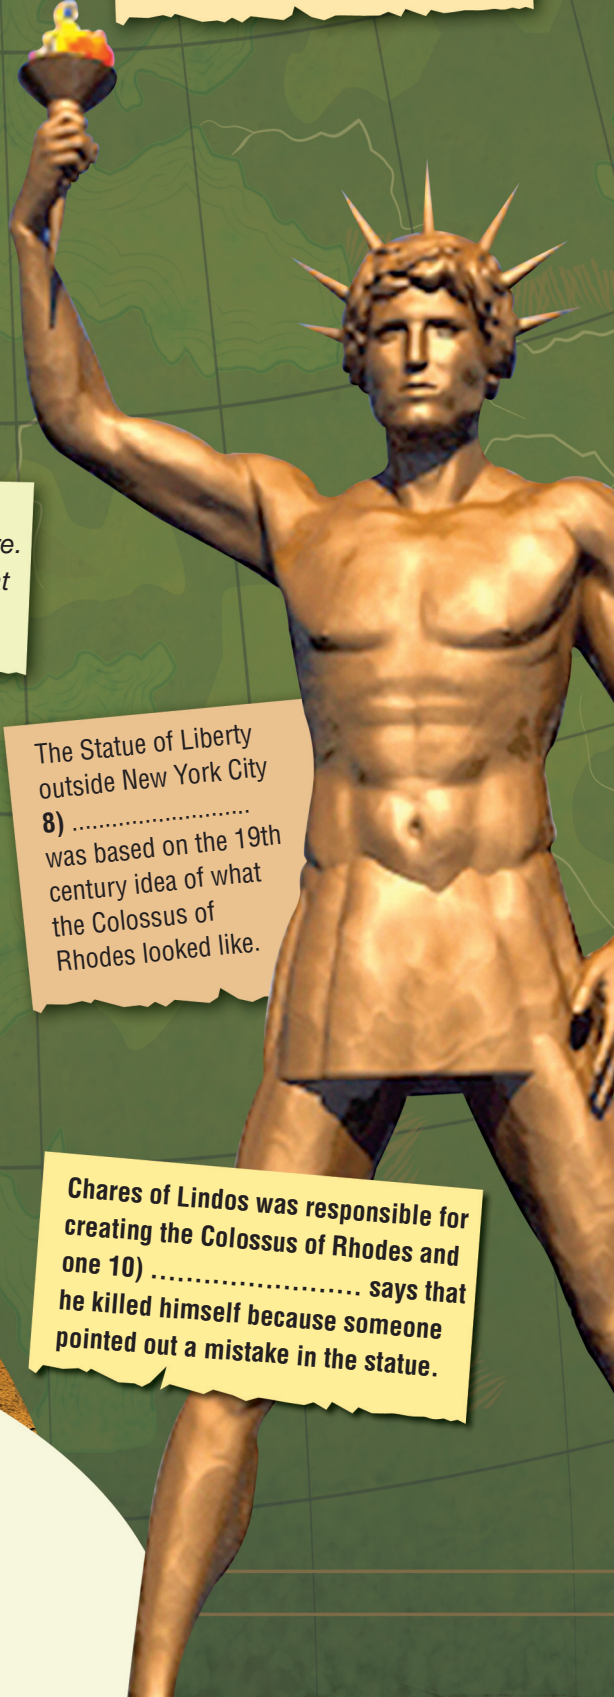 e.
t
The Statue of Liberty
outside New York City
8) ...........................
was based on the 19th
century idea of what
the Colossus of
Rhodes looked like.
Chares of Lindos was responsible for
creating the Colossus of Rhodes and
one 10) ........................ says that
he killed himself because someone
pointed out a mistake in the statue.